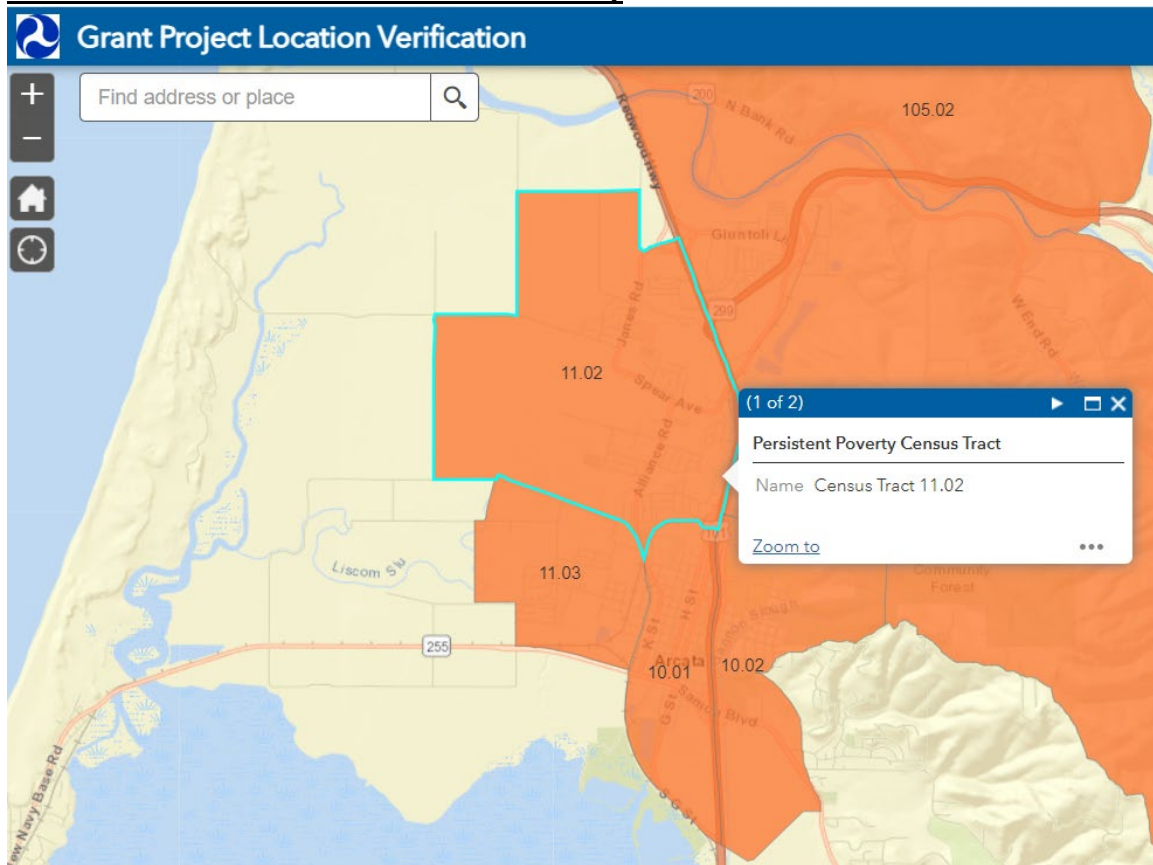 Grant Project Location Verification
+
Find address or place
−
200
N Bank Rd
105.02
Redwood Hwy
Giuntoli Ln
299
Janes Rd
W End Rd
11.02
Spear Ave
Alliance Rd
(1 of 2)
Persistent Poverty Census Tract
Name Census Tract 11.02
Zoom to
•••
101
Community
Forest
Liscom Slu
11.03
H St
K St
255
Arcata
10.01
10.02
G St
Samoa Blvd
S G St
ew Navy Base Rd